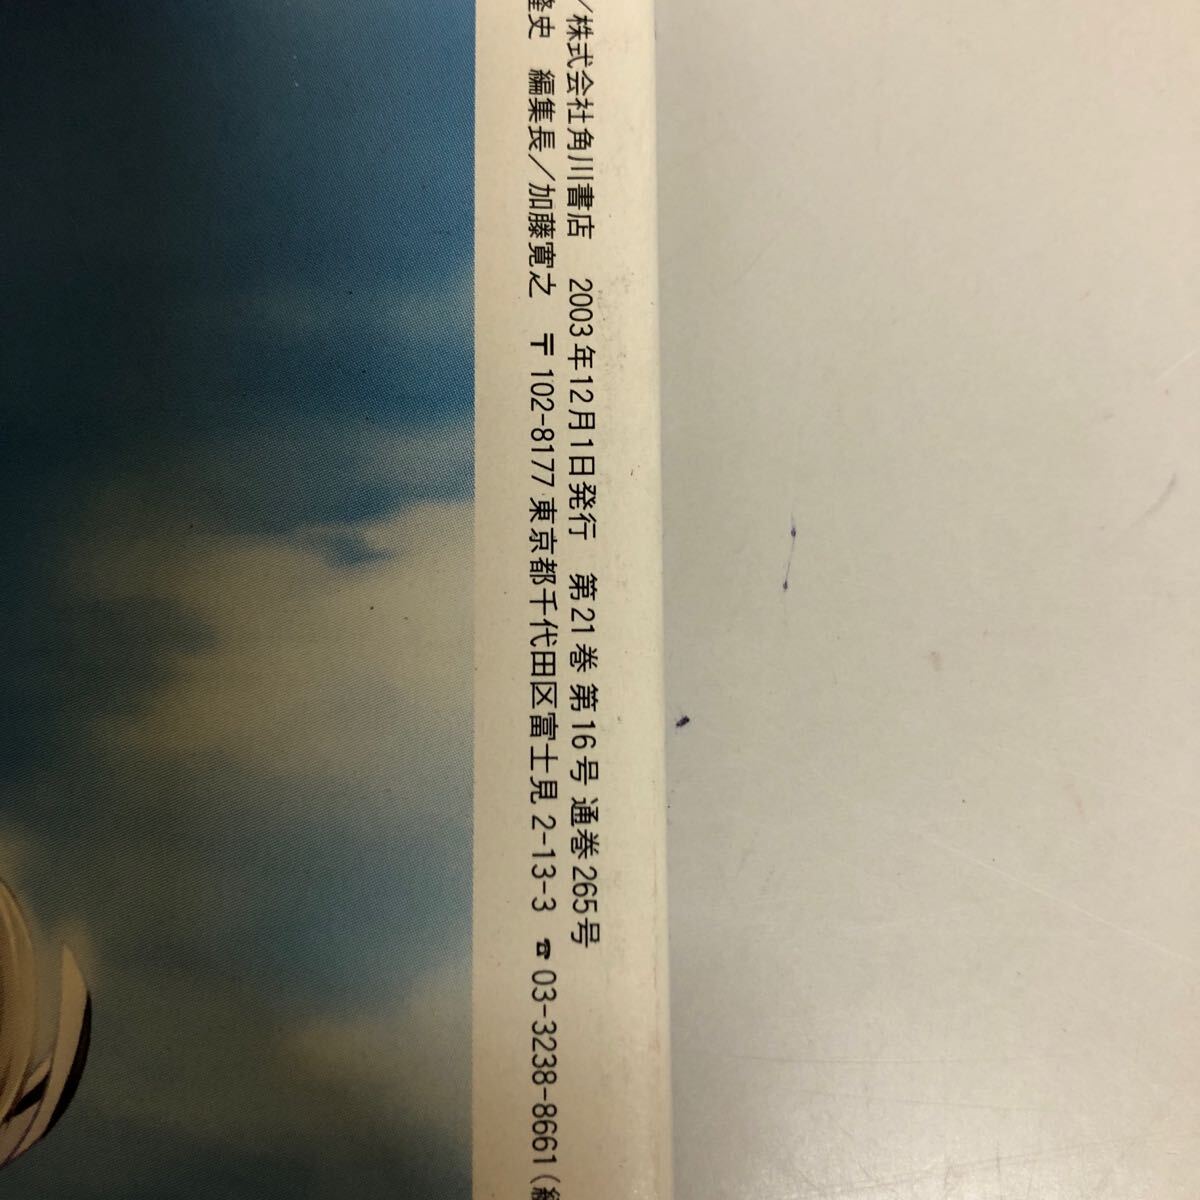 ／株式会社角川書店　2003年12月1日発行　第21巻 第16号 通巻265号
隆史　編集長／加藤寛之　〒102-8177 東京都千代田区富士見 2-13-3 ☎ 03-3238-8661 (編